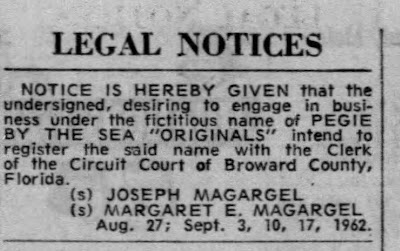 LEGAL NOTICES
NOTICE IS HEREBY GIVEN that the
undersigned, desiring to engage in busi-
ness under the fictitious name of PEGIE
BY THE SEA "ORIGINALS" intend to
register the said name with the Clerk
of the Circuit Court of Broward County,
Florida.
(s) JOSEPH MAGARGEL
(s) MARGARET E. MAGARGEL
Aug. 27; Sept. 3, 10, 17, 1962.